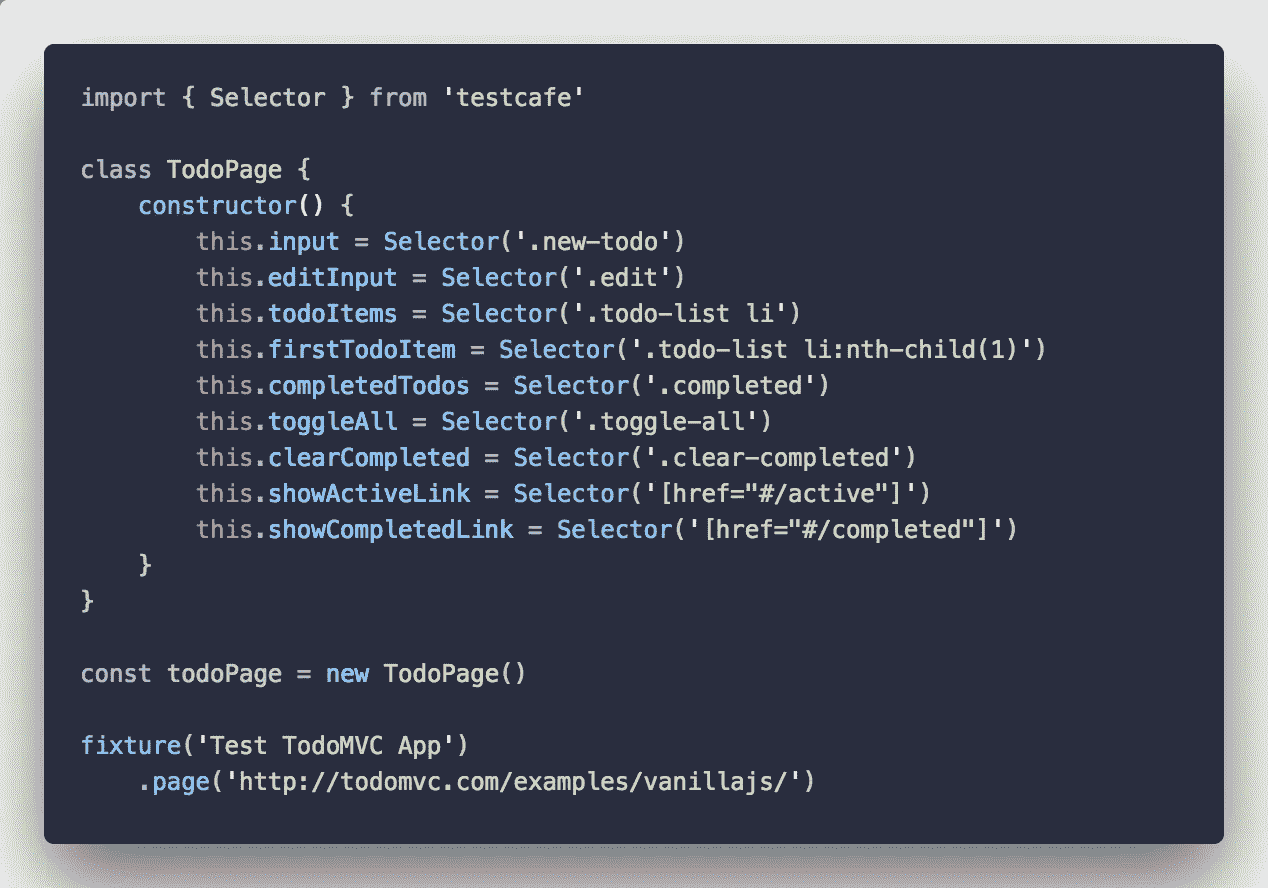 import { Selector } from 'testcafe'
class TodoPage {
constructor() {
this.input = Selector('.new-todo')
this.editInput = Selector('.edit')
this.todoItems = Selector('.todo-list li')
this.firstTodoItem = Selector('.todo-list li:nth-child(1)')
this.completedTodos = Selector('.completed')
this.toggleAll = Selector('.toggle-all')
this.clearCompleted = Selector('.clear-completed')
this.showActiveLink = Selector('[href="#/active"]')
this.showCompletedLink = Selector('[href="#/completed"]')
}
}
const todoPage = new TodoPage()
fixture('Test TodoMVC App')
.page('http://todomvc.com/examples/vanillajs/')